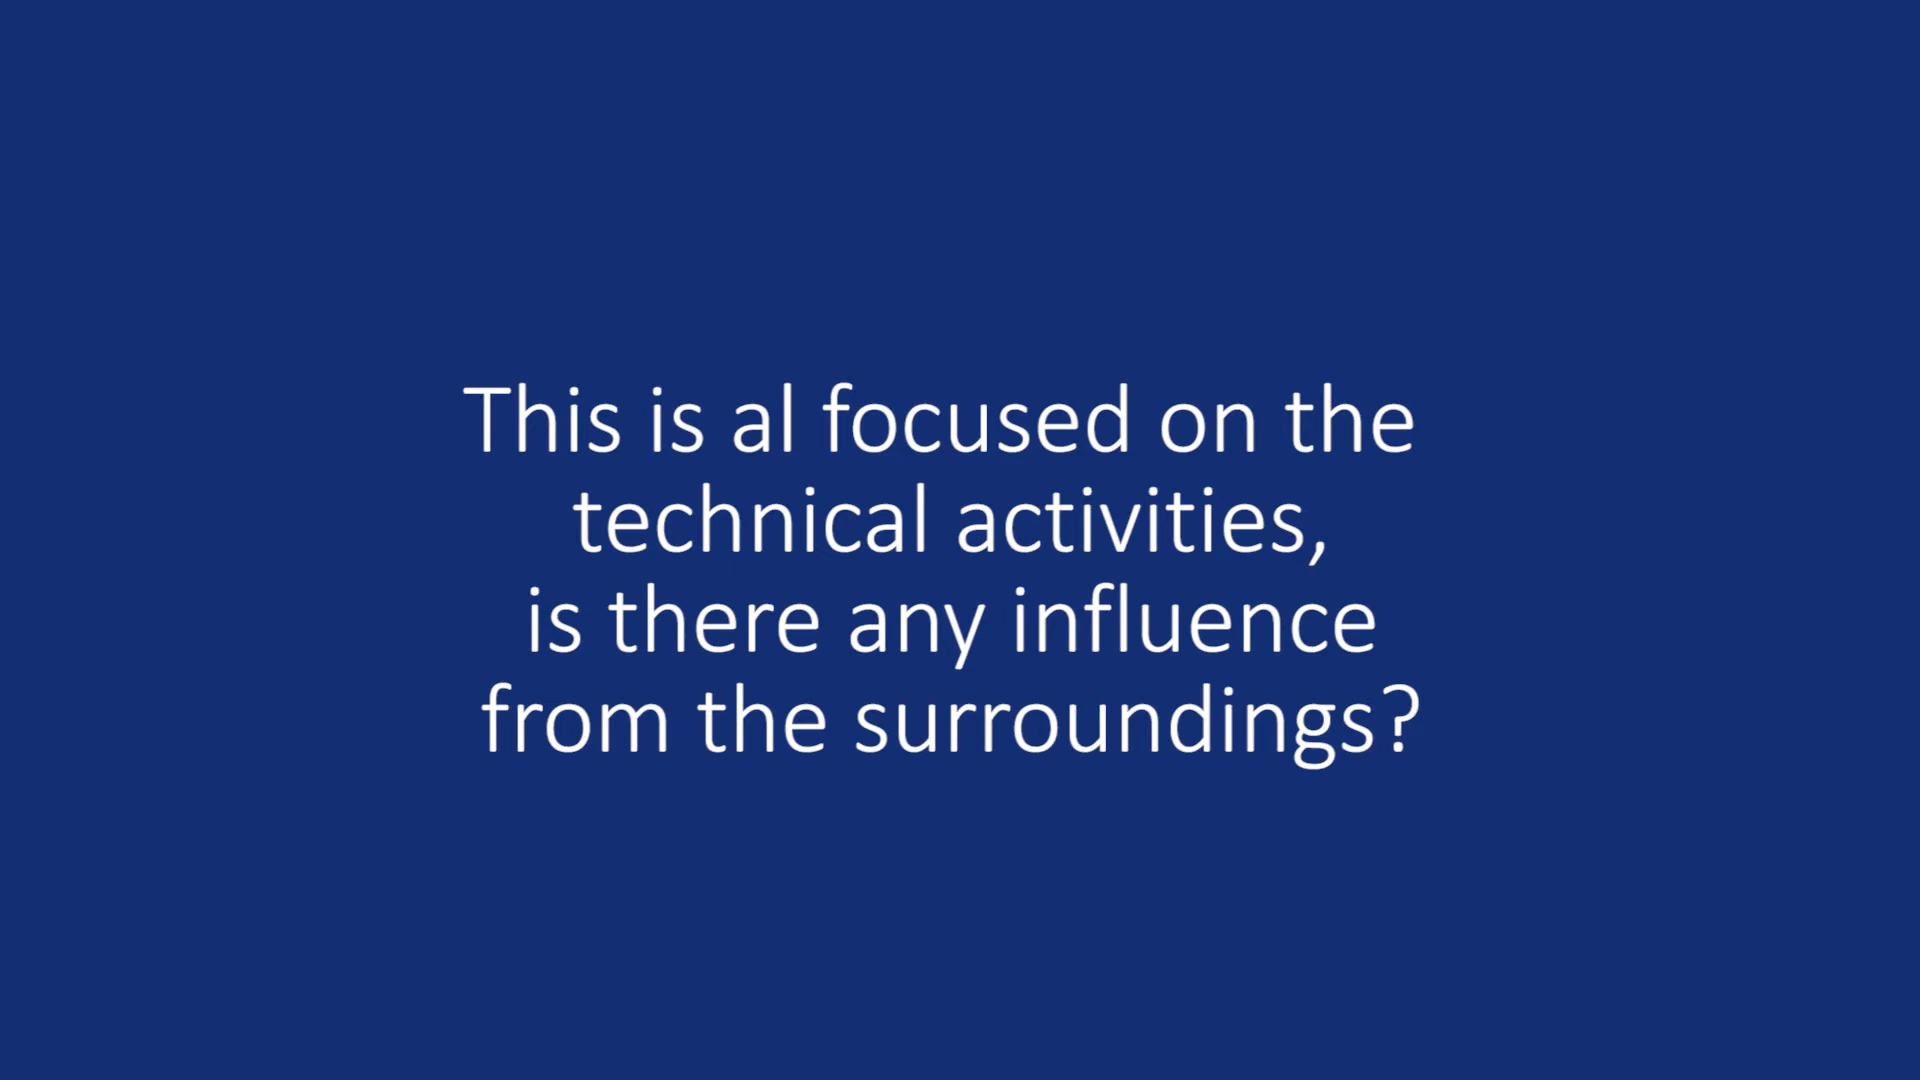 This is al focused on the
technical activities,
is there any influence
from the surroundings?